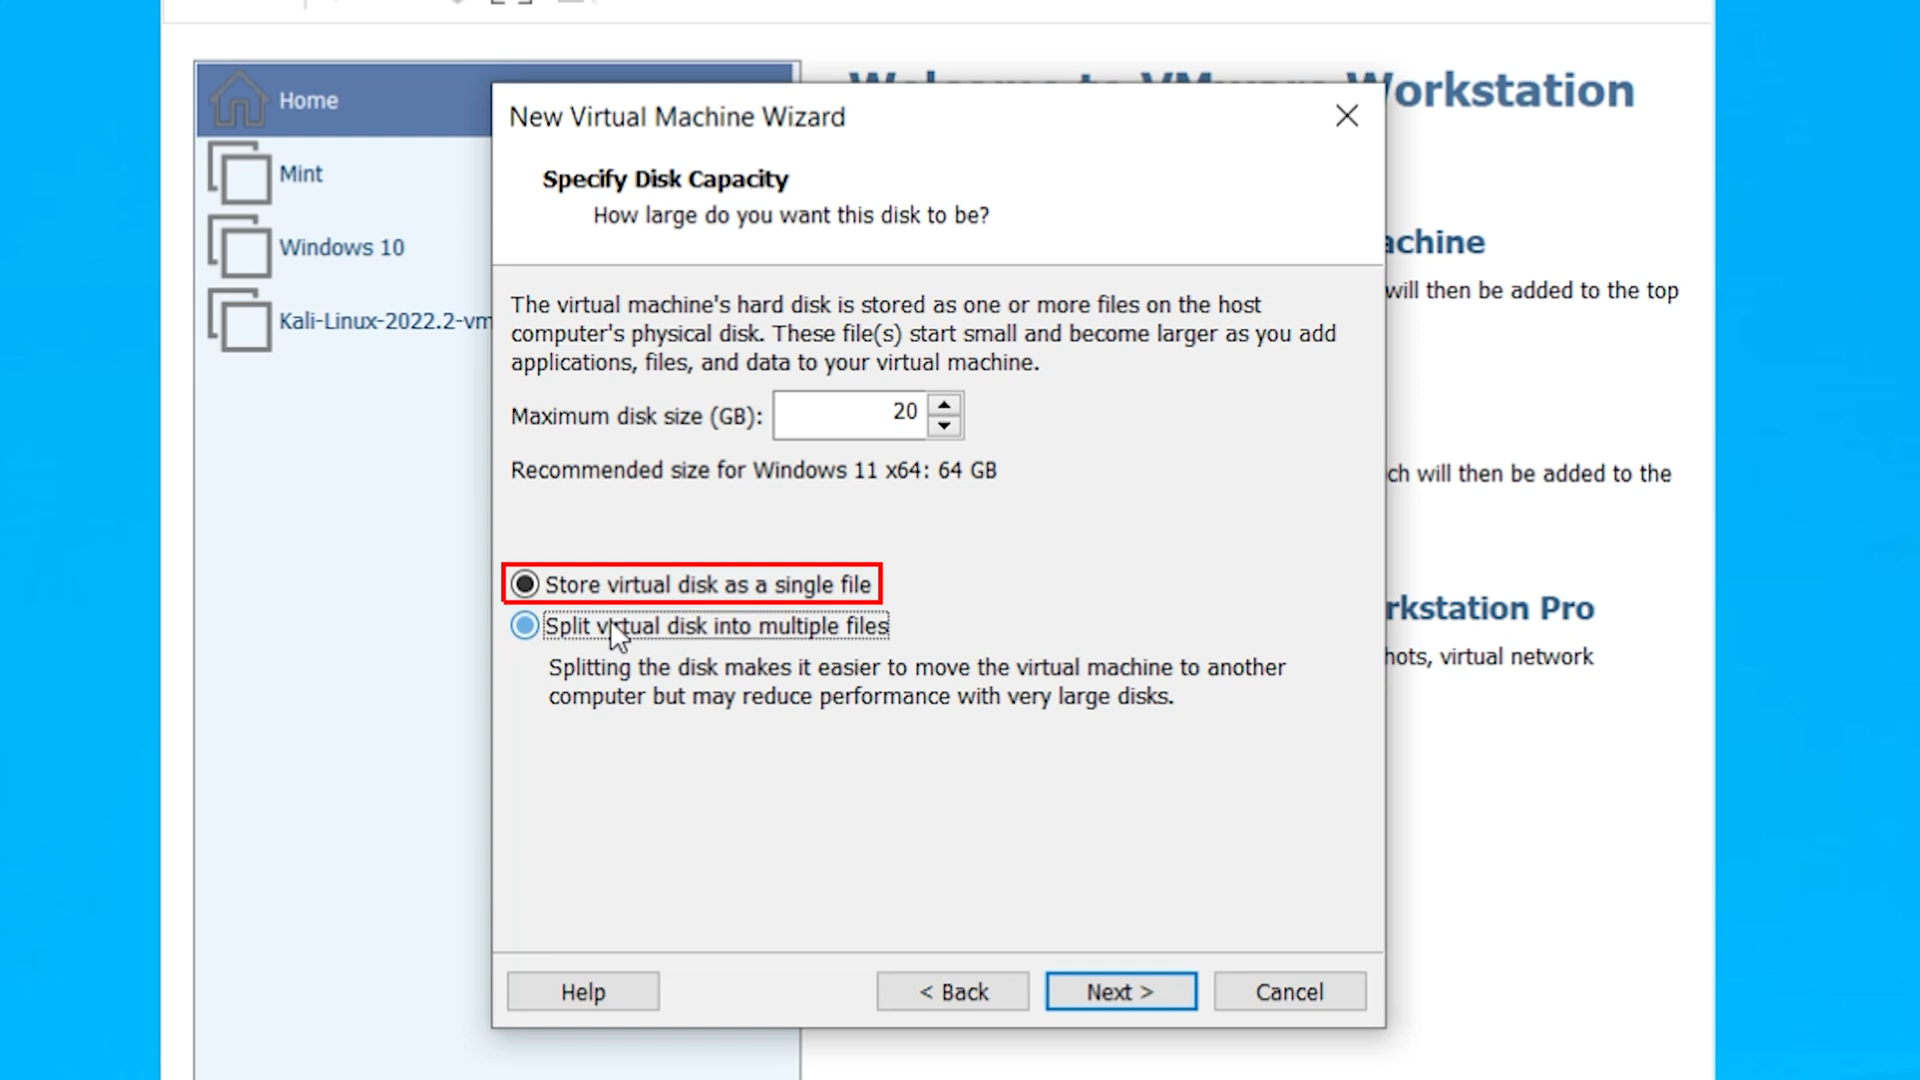 Home
Mint
Windows 10
Kali-Linux-2022.2-vm
Welcome to VMware Workstation
New Virtual Machine Wizard
Specify Disk Capacity
How large do you want this disk to be?
The virtual machine's hard disk is stored as one or more files on the host
computer's physical disk. These file(s) start small and become larger as you add
applications, files, and data to your virtual machine.
Maximum disk size (GB): 20
Recommended size for Windows 11 x64: 64 GB
Store virtual disk as a single file
Split virtual disk into multiple files
Splitting the disk makes it easier to move the virtual machine to another
computer but may reduce performance with very large disks.
Help
< Back
Next >
Cancel
achine
will then be added to the top
ch will then be added to the
rkstation Pro
hots, virtual network